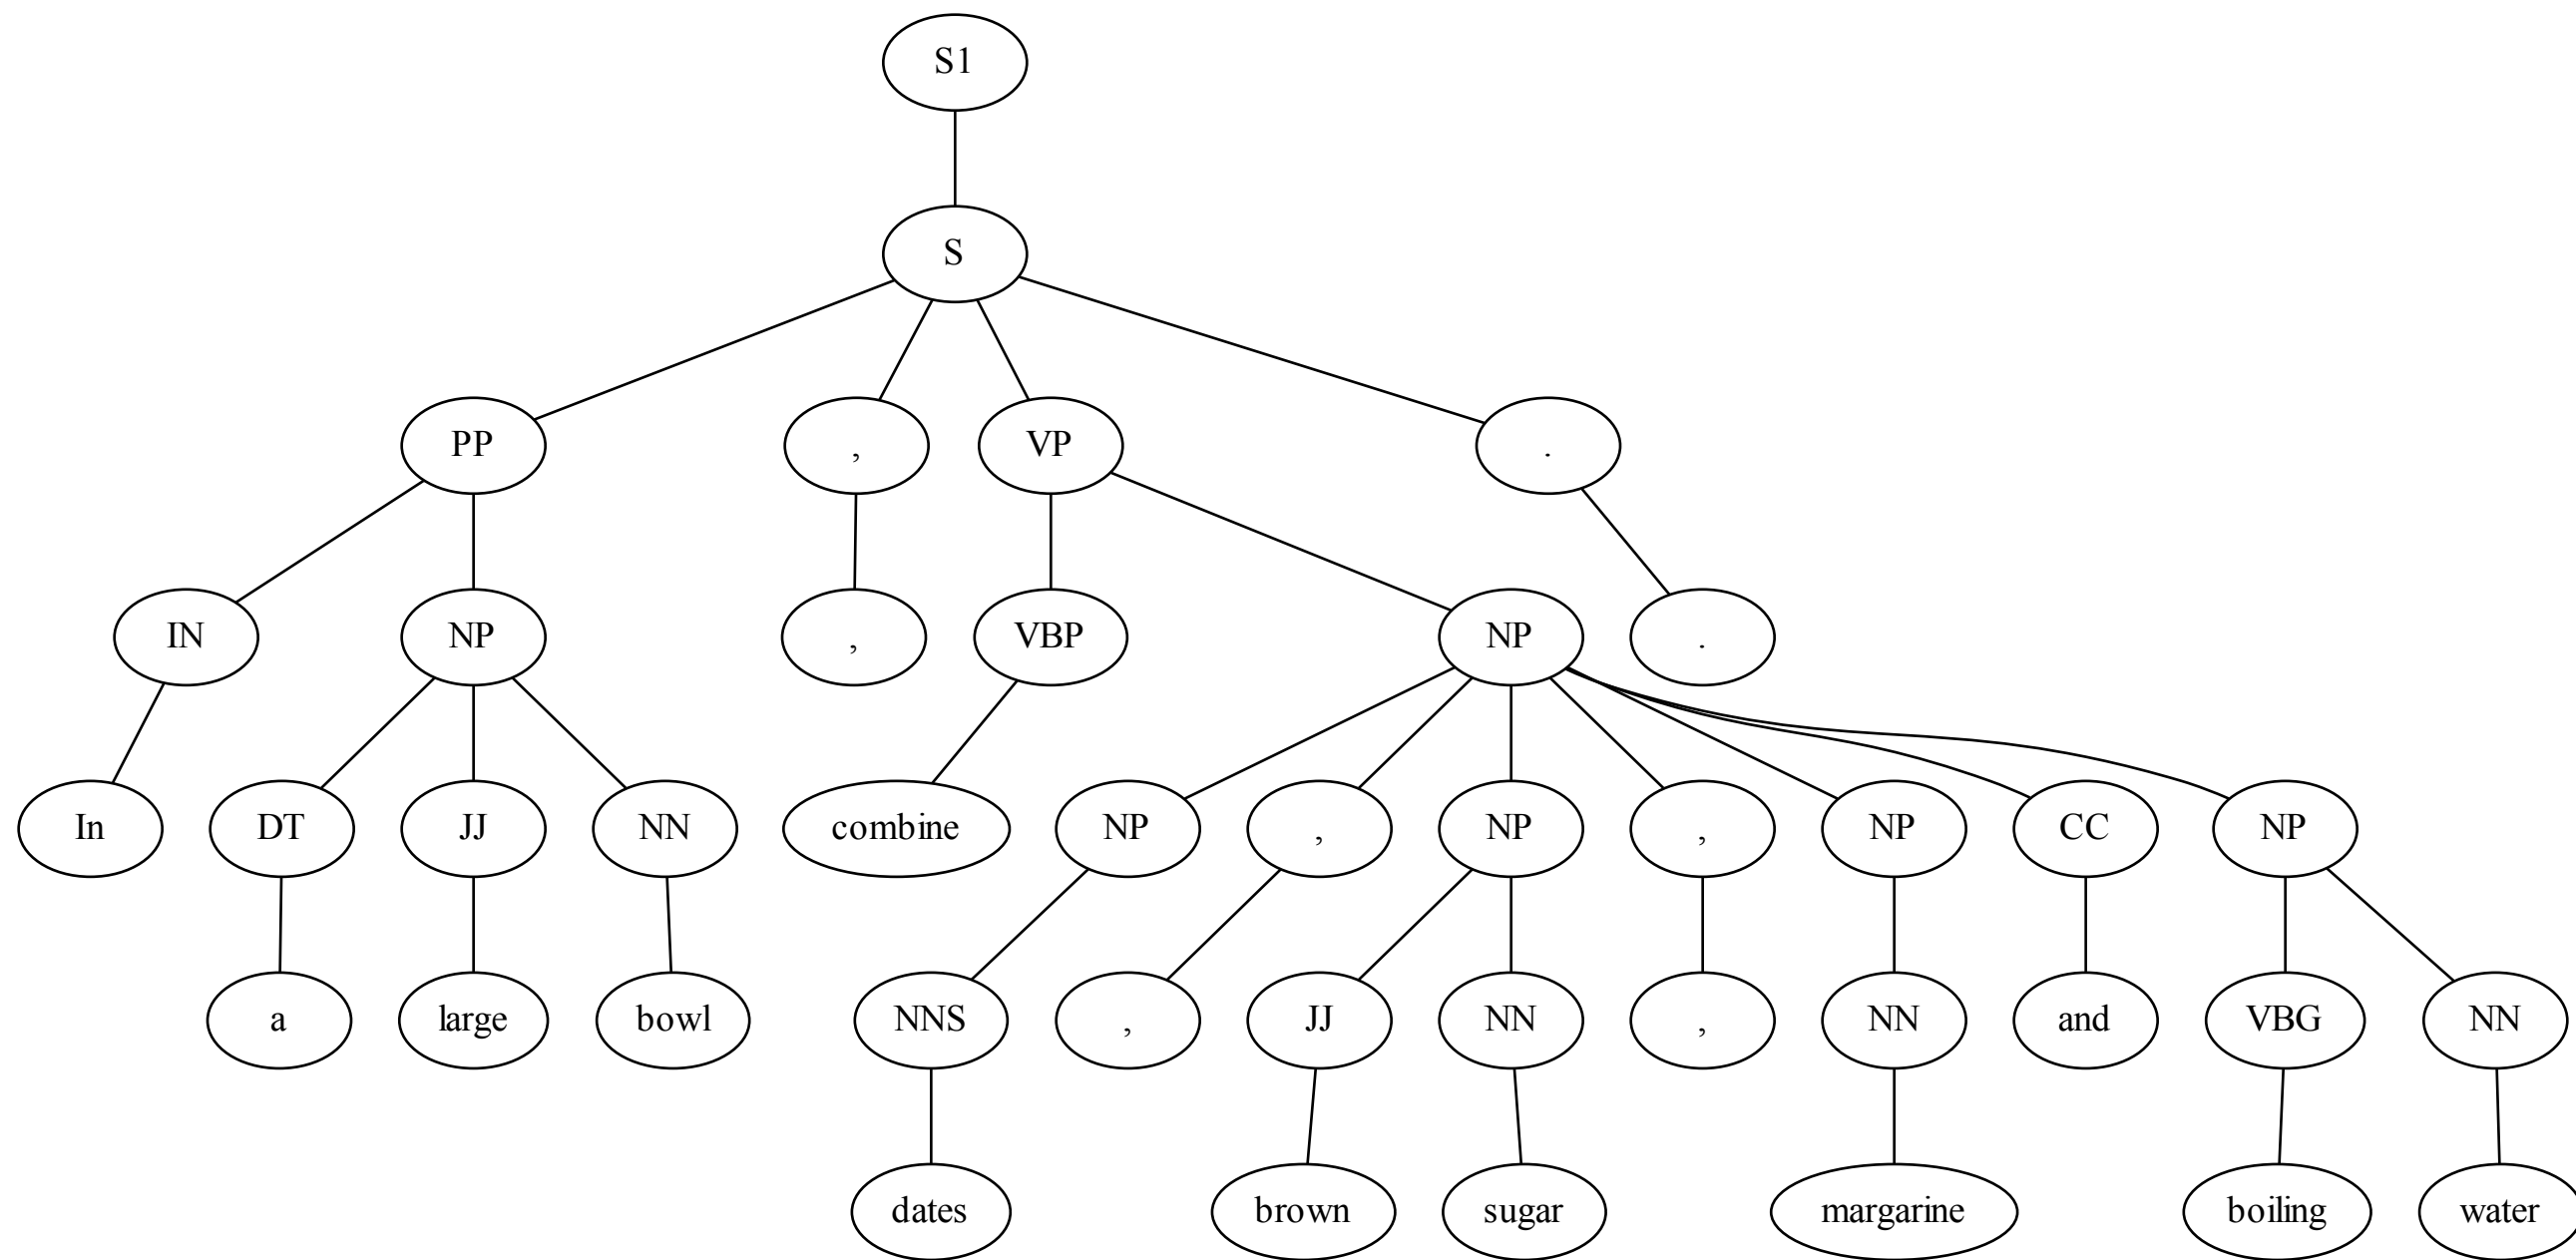 S1
S
PP , VP .
IN NP , VBP NP .
In DT JJ NN combine NP , NP , NP CC NP
a large bowl NNS , JJ NN , NN and VBG NN
dates brown sugar margarine boiling water